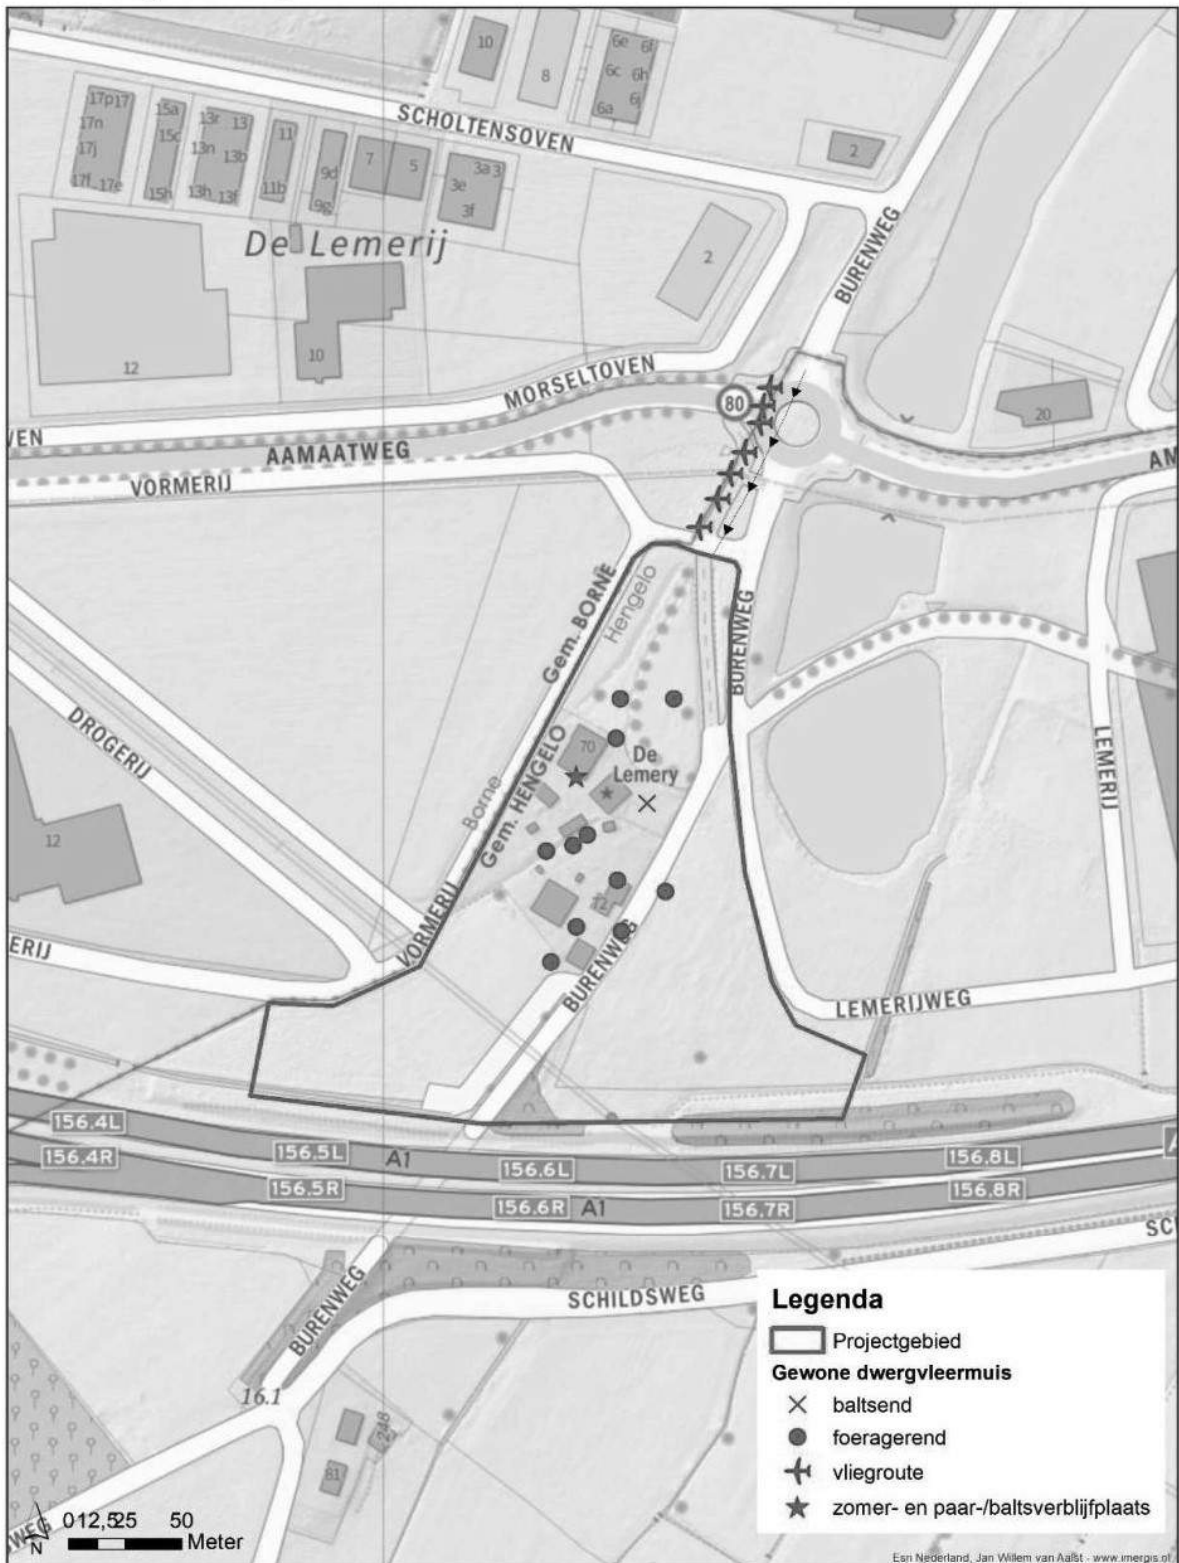 10
8
6e
6f
6c
6h
6j
6a
SCHOLTENSOVEN
2
17p
17
17n
17j
17f
17e
15a
15c
15h
13r
13
13n
13b
13h
13f
11
11b
9d
9g
7
5
3a
3
3e
3f
De Lemerij
2
BURENWEG
12
10
MORSELTOVEN
80
20
VEN
AAMAATWEG
AM
VORMERIJ
Gem. BORNE
Hengelo
BURENWEG
DROGERIJ
LEMERIJ
70
De
Lemery
Borne
Gem. HENGELO
12
72
VORMERIJ
ERIJ
BURENWEG
LEMERIJWEG
156.4L
156.5L
A1
156.6L
156.7L
156.8L
A
156.4R
156.5R
156.6R
A1
156.7R
156.8R
SC
BURENWEG
SCHILDSWEG
16.1
248
81
WEG
N
0 12,5 25 50
Meter
Legenda
Projectgebied
Gewone dwergvleermuis
baltsend
foeragerend
vliegroute
zomer- en paar-/baltsverblijfplaats
Esri Nederland, Jan Willem van Aalst - www.imergis.nl